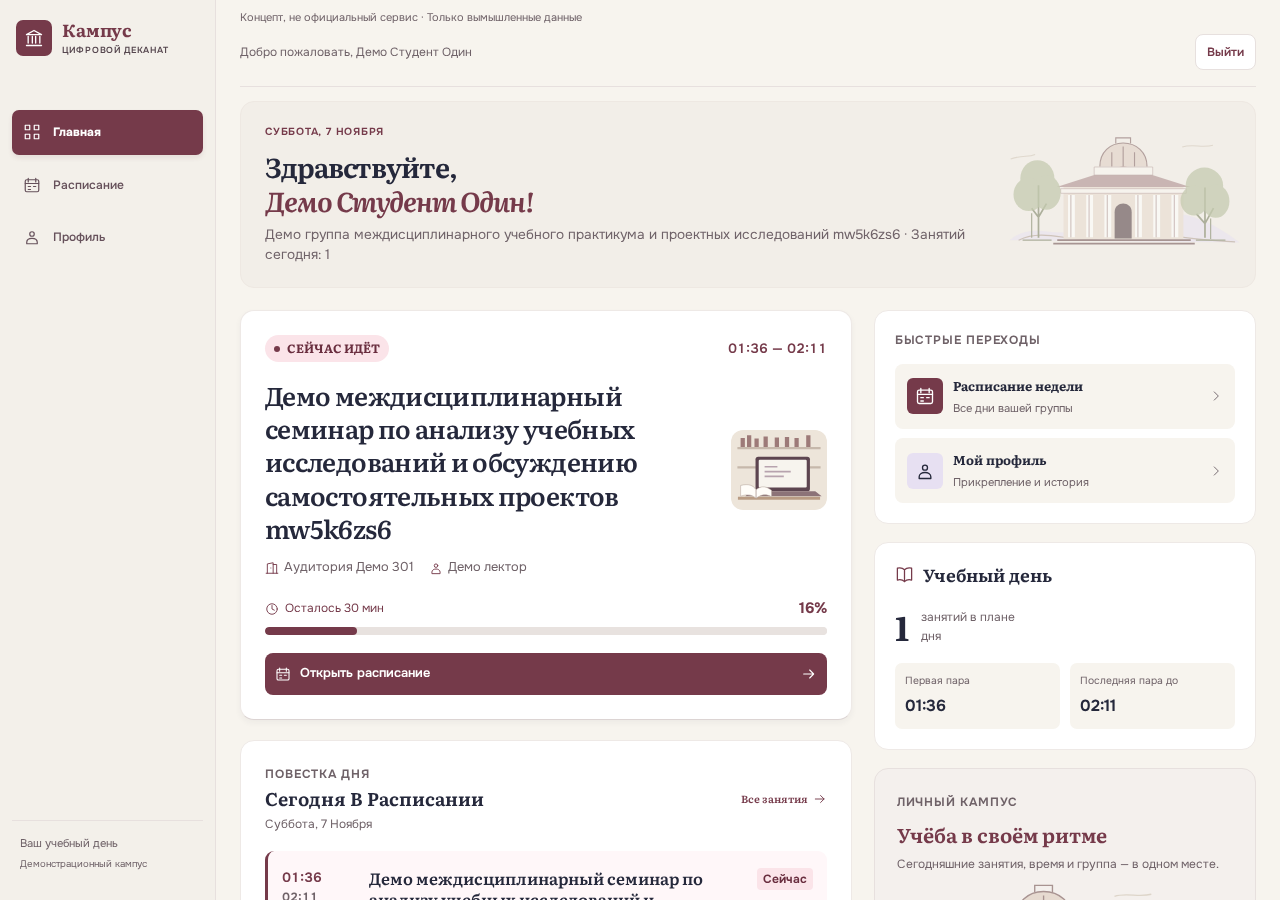 Кампус
ЦИФРОВОЙ ДЕКАНАТ
Главная
Расписание
Профиль
Ваш учебный день
Демонстрационный кампус
Концепт, не официальный сервис · Только вымышленные данные
Добро пожаловать, Демо Студент Один
Выйти
СУББОТА, 7 НОЯБРЯ
Здравствуйте,
Демо Студент Один!
Демо группа междисциплинарного учебного практикума и проектных исследований mw5k6zs6 · Занятий
сегодня: 1
СЕЙЧАС ИДЁТ
01:36 — 02:11
Демо междисциплинарный
семинар по анализу учебных
исследований и обсуждению
самостоятельных проектов
mw5k6zs6
Аудитория Демо 301
Демо лектор
Осталось 30 мин
16%
Открыть расписание
ПОВЕСТКА ДНЯ
Сегодня В Расписании
Все занятия
Суббота, 7 Ноября
01:36
02:11
Демо междисциплинарный семинар по
анализу учебных исследований и
Сейчас
БЫСТРЫЕ ПЕРЕХОДЫ
Расписание недели
Все дни вашей группы
Мой профиль
Прикрепление и история
Учебный день
1
занятий в плане
дня
Первая пара
01:36
Последняя пара до
02:11
ЛИЧНЫЙ КАМПУС
Учёба в своём ритме
Сегодняшние занятия, время и группа — в одном месте.